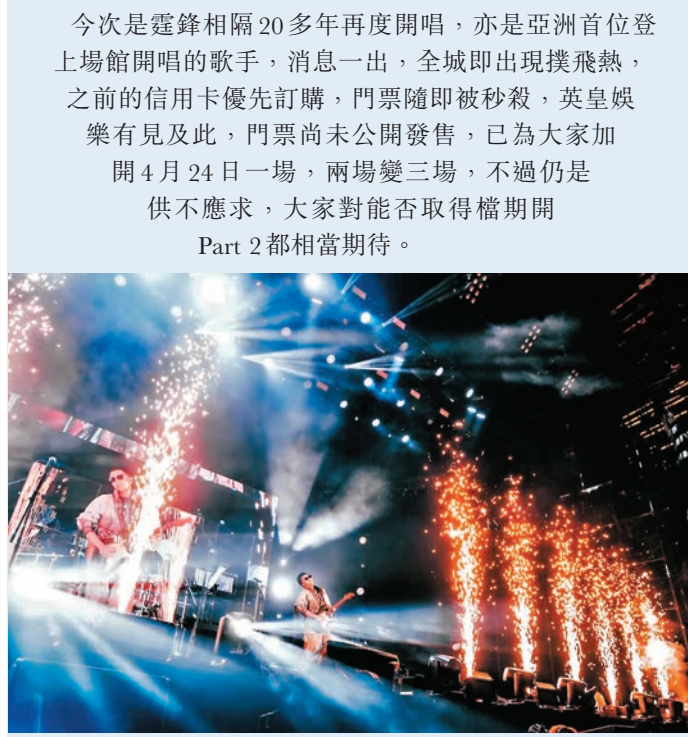 今次是霆鋒相隔20多年再度開唱，亦是亞洲首位登
上場館開唱的歌手，消息一出，全城即出現撲飛熱，
之前的信用卡優先訂購，門票隨即被秒殺，英皇娛
樂有見及此，門票尚未公開發售，已為大家加
開4月24日一場，兩場變三場，不過仍是
供不應求，大家對能否取得檔期開
Part 2都相當期待。